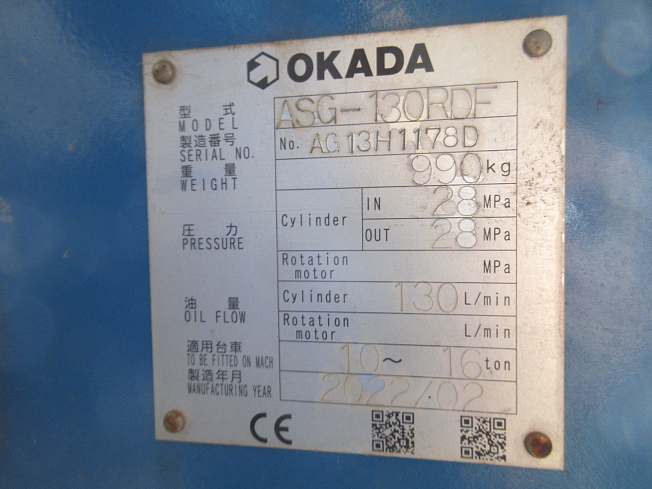 OKADA
型 式
MODEL ASG-130RDF
製造番号
SERIAL NO. No. AG13H1178D
重 量
WEIGHT 990 kg
圧 力
PRESSURE
Cylinder IN 28 MPa
OUT 28 MPa
Rotation motor MPa
油 量
OIL FLOW
Cylinder 130 L/min
Rotation motor L/min
適用台車
TO BE FITTED ON MACH 10～16 ton
製造年月
MANUFACTURING YEAR 2022/02
CE